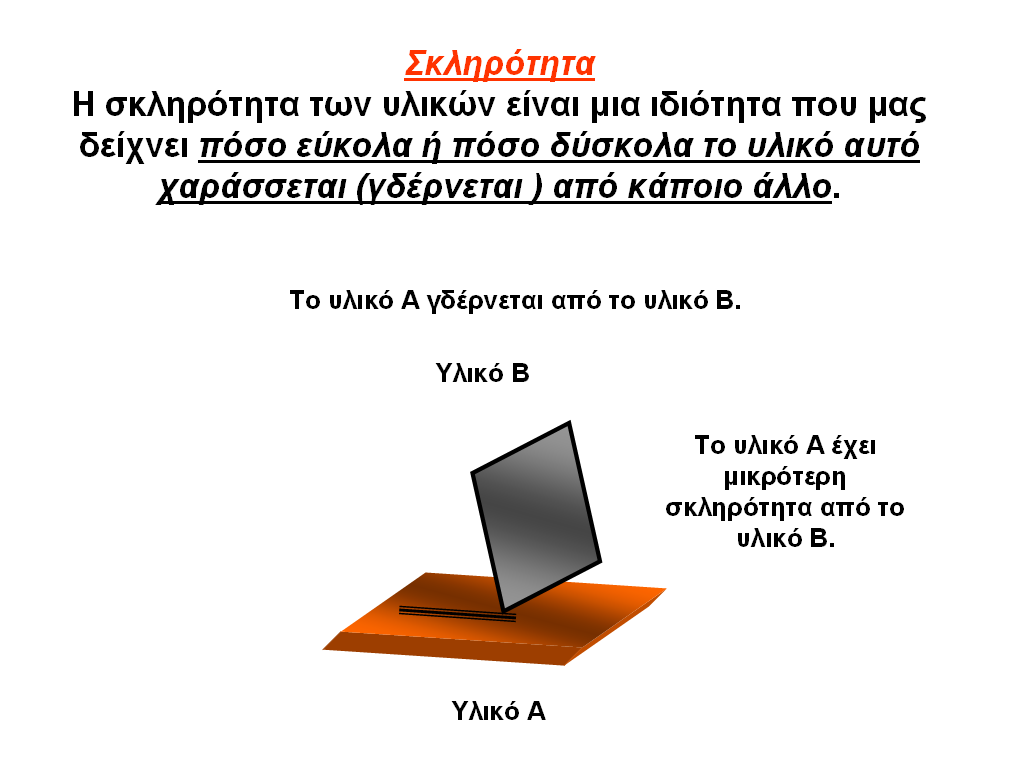 Σκληρότητα
Η σκληρότητα των υλικών είναι μια ιδιότητα που μας
δείχνει πόσο εύκολα ή πόσο δύσκολα το υλικό αυτό
χαράσσεται (γδέρνεται ) από κάποιο άλλο.
Το υλικό Α γδέρνεται από το υλικό Β.
Υλικό Β
Το υλικό Α έχει
μικρότερη
σκληρότητα από το
υλικό Β.
Υλικό Α